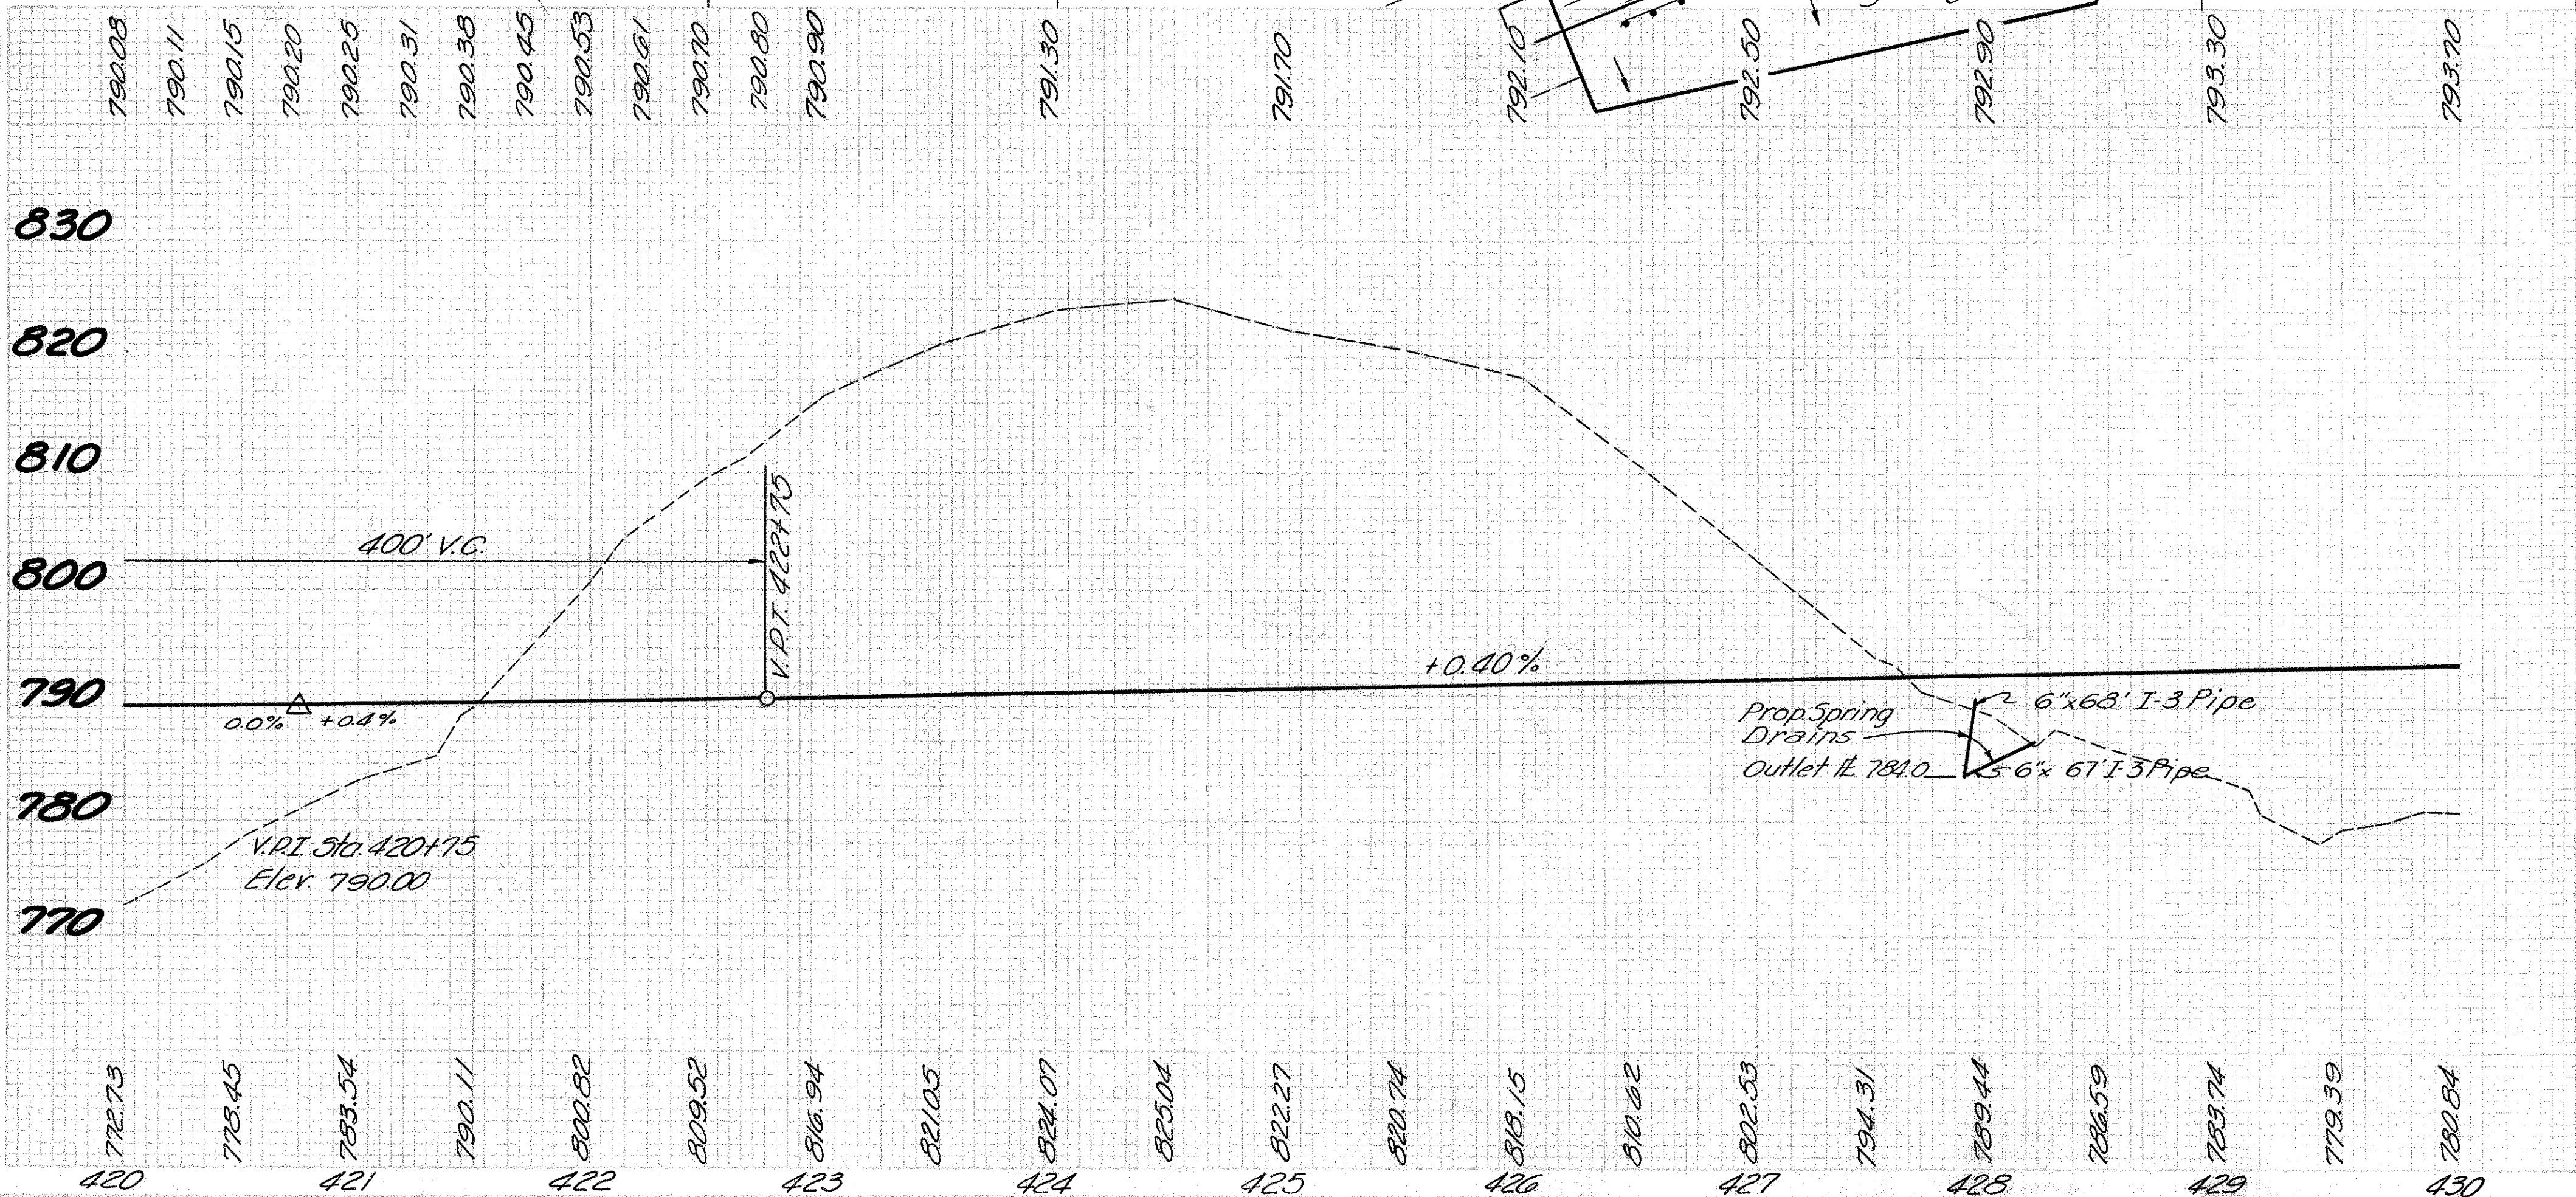 790.08 790.11 790.15 790.20 790.25 790.31 790.38 790.45 790.53 790.61 790.70 790.80 790.90 791.30 791.70 792.10 792.50 792.90 793.30 793.70
830
820
810
400' V.C.
V.P.T. 422+75
800
+0.40%
790
0.0% +0.4%
6"x68' I-3 Pipe
Prop. Spring
Drains
Outlet 784.0
6"x 67' I-3 Pipe
780
V.P.I. Sta. 420+75
Elev. 790.00
770
772.73 778.45 783.54 790.11 800.82 809.52 816.94 821.05 824.07 825.04 822.27 820.74 818.15 810.62 802.53 794.31 789.44 786.59 783.74 779.39 780.84
420 421 422 423 424 425 426 427 428 429 430